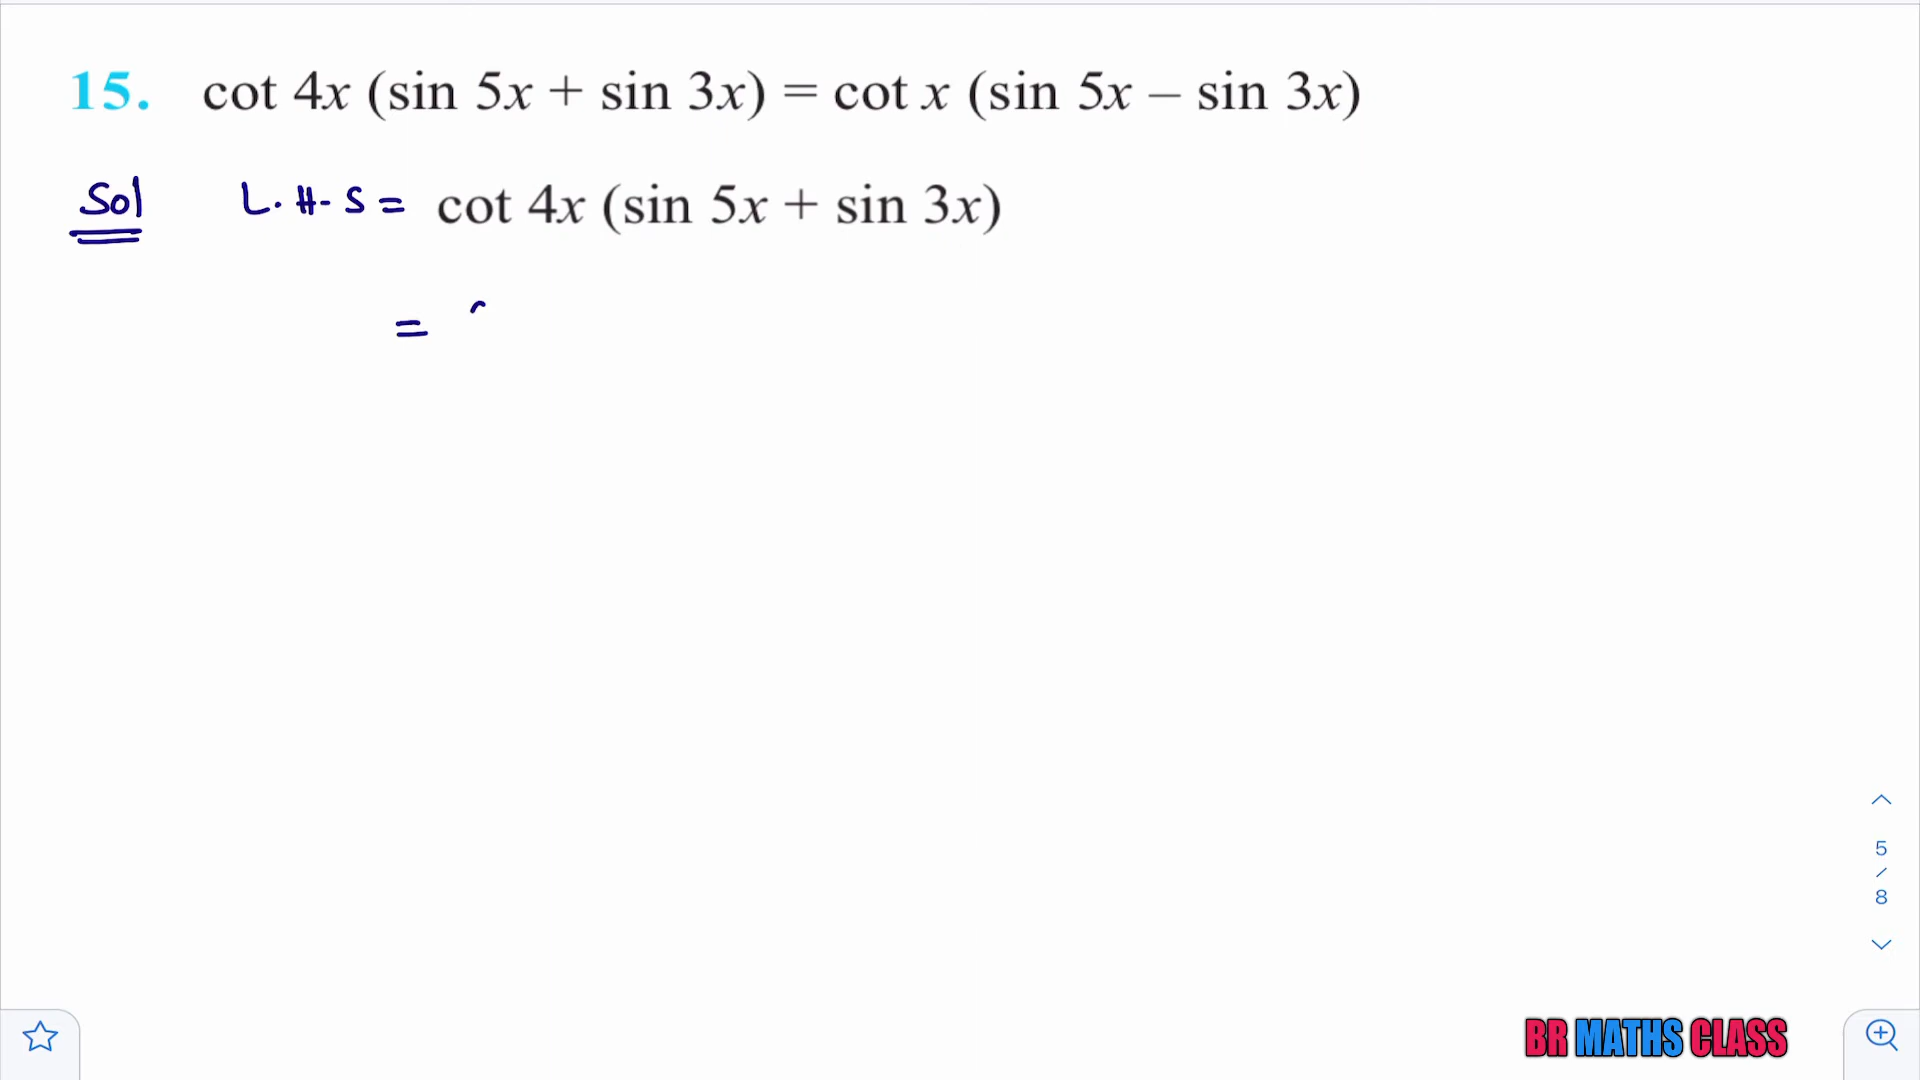 15. cot 4x (sin 5x + sin 3x) = cot x (sin 5x – sin 3x)
Sol L.H-S = cot 4x (sin 5x + sin 3x)
=
5
/
8
BR MATHS CLASS